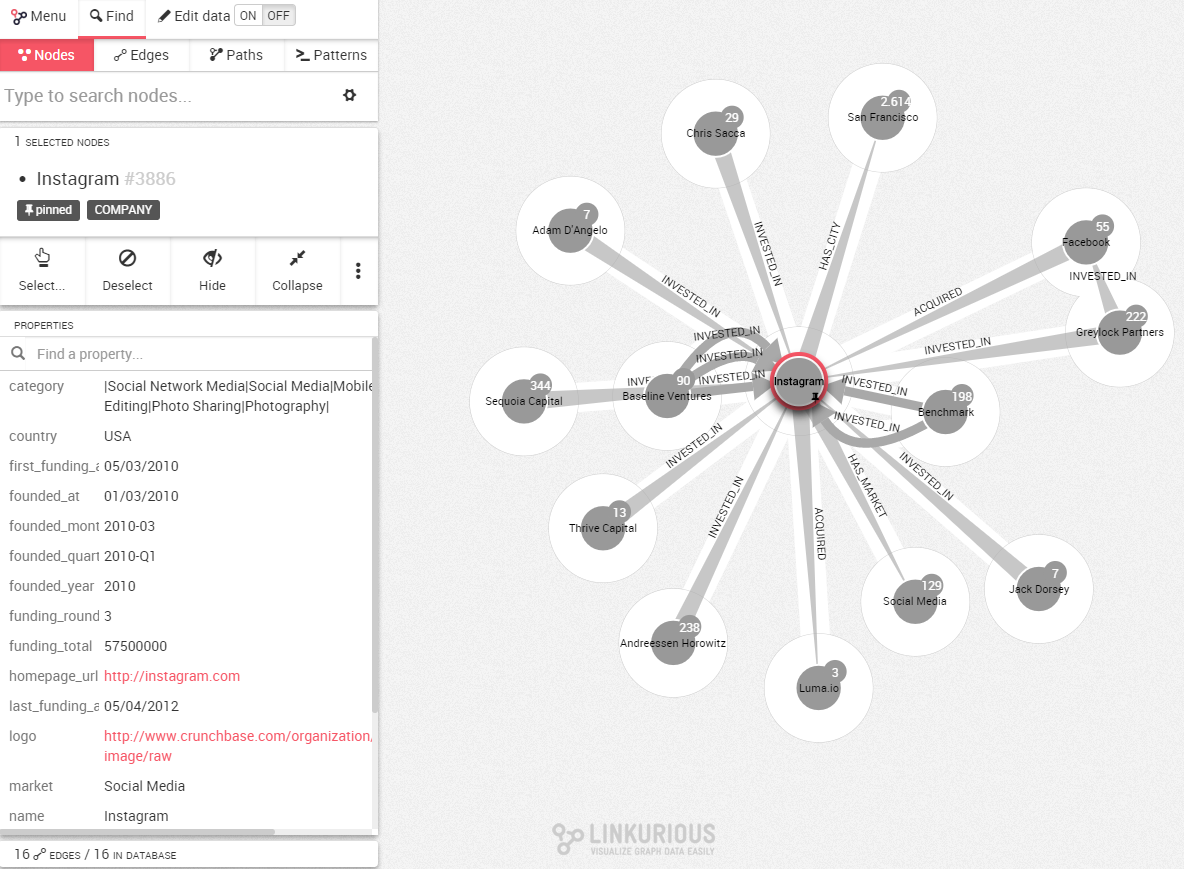 Menu Find Edit data ON OFF
Nodes Edges Paths Patterns
Type to search nodes...
1 SELECTED NODES
Instagram #3886
pinned COMPANY
Select... Deselect Hide Collapse
PROPERTIES
Find a property...
category |Social Network Media|Social Media|Mobile
Editing|Photo Sharing|Photography|
country USA
first_funding_a 05/03/2010
founded_at 01/03/2010
founded_mont 2010-03
founded_quart 2010-Q1
founded_year 2010
funding_round 3
funding_total 57500000
homepage_url http://instagram.com
last_funding_a 05/04/2012
logo http://www.crunchbase.com/organization/
image/raw
market Social Media
name Instagram
16 EDGES / 16 IN DATABASE
2.614
San Francisco
29
Chris Sacca
7
Adam D'Angelo
55
Facebook
INVESTED_IN
222
Greylock Partners
INVESTED_IN
HAS_CITY
INVESTED_IN
ACQUIRED
INVESTED_IN
INVESTED_IN
INVESTED_IN
INVESTED_IN
344
Sequoia Capital
INVE
90
Baseline Ventures
Instagram
INVESTED_IN
198
Benchmark
INVESTED_IN
INVESTED_IN
INVESTED_IN
HAS_MARKET
INVESTED_IN
ACQUIRED
13
Thrive Capital
7
Jack Dorsey
129
Social Media
238
Andreessen Horowitz
3
Luma.io
LINKURIOUS
VISUALIZE GRAPH DATA EASILY